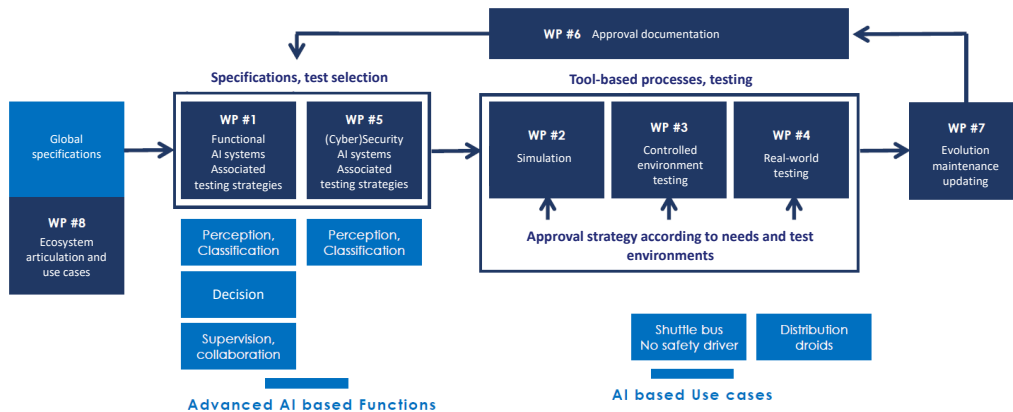 WP #6 Approval documentation
Specifications, test selection
Tool-based processes, testing
Global
specifications
WP #8
Ecosystem
articulation and
use cases
WP #1
Functional
AI systems
Associated
testing strategies
WP #5
(Cyber)Security
AI systems
Associated
testing strategies
WP #2
Simulation
WP #3
Controlled
environment
testing
WP #4
Real-world
testing
WP #7
Evolution
maintenance
updating
Approval strategy according to needs and test
environments
Perception,
Classification
Perception,
Classification
Decision
Supervision,
collaboration
Shuttle bus
No safety driver
Distribution
droids
Advanced AI based Functions
AI based Use cases